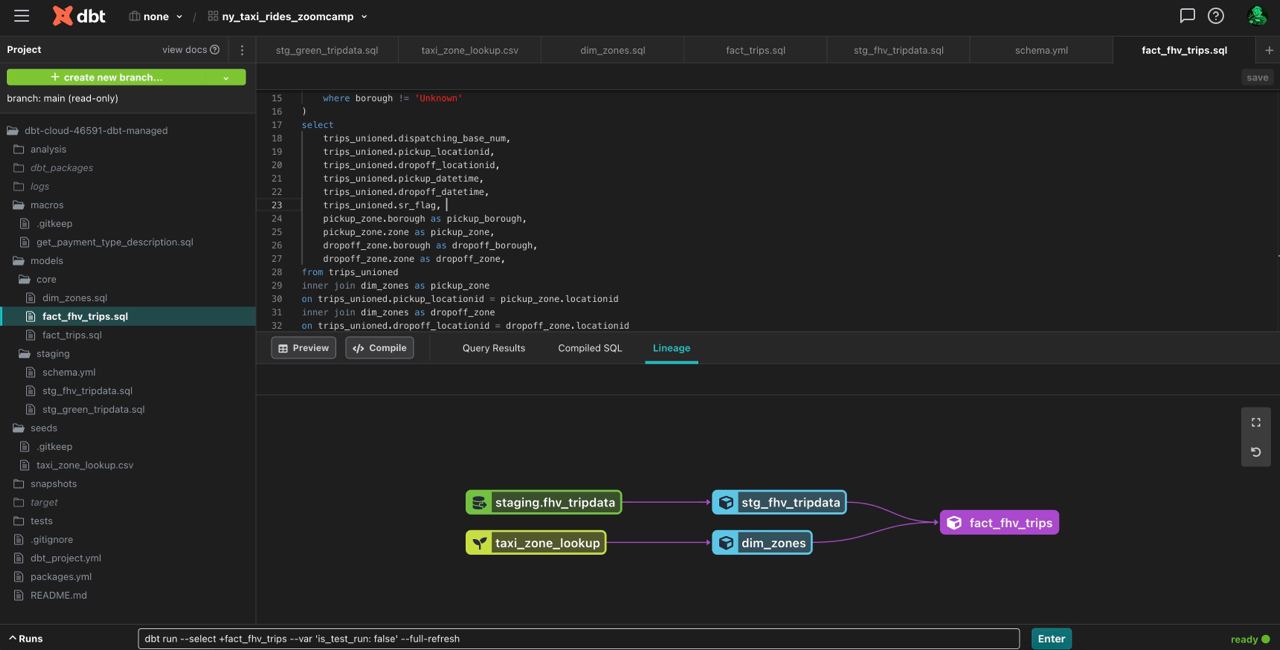 dbt
none
/
ny_taxi_rides_zoomcamp
Project
view docs
+ create new branch...
branch: main (read-only)
dbt-cloud-46591-dbt-managed
analysis
dbt_packages
logs
macros
.gitkeep
get_payment_type_description.sql
models
core
dim_zones.sql
fact_fhv_trips.sql
fact_trips.sql
staging
schema.yml
stg_fhv_tripdata.sql
stg_green_tripdata.sql
seeds
.gitkeep
taxi_zone_lookup.csv
snapshots
target
tests
.gitignore
dbt_project.yml
packages.yml
README.md
stg_green_tripdata.sql
taxi_zone_lookup.csv
dim_zones.sql
fact_trips.sql
stg_fhv_tripdata.sql
schema.yml
fact_fhv_trips.sql
+
save
15 where borough != 'Unknown'
16 )
17 select
18 trips_unioned.dispatching_base_num,
19 trips_unioned.pickup_locationid,
20 trips_unioned.dropoff_locationid,
21 trips_unioned.pickup_datetime,
22 trips_unioned.dropoff_datetime,
23 trips_unioned.sr_flag,
24 pickup_zone.borough as pickup_borough,
25 pickup_zone.zone as pickup_zone,
26 dropoff_zone.borough as dropoff_borough,
27 dropoff_zone.zone as dropoff_zone,
28 from trips_unioned
29 inner join dim_zones as pickup_zone
30 on trips_unioned.pickup_locationid = pickup_zone.locationid
31 inner join dim_zones as dropoff_zone
32 on trips_unioned.dropoff_locationid = dropoff_zone.locationid
Preview
</> Compile
Query Results
Compiled SQL
Lineage
staging.fhv_tripdata
stg_fhv_tripdata
fact_fhv_trips
taxi_zone_lookup
dim_zones
Runs
dbt run --select +fact_fhv_trips --var 'is_test_run: false' --full-refresh
Enter
ready